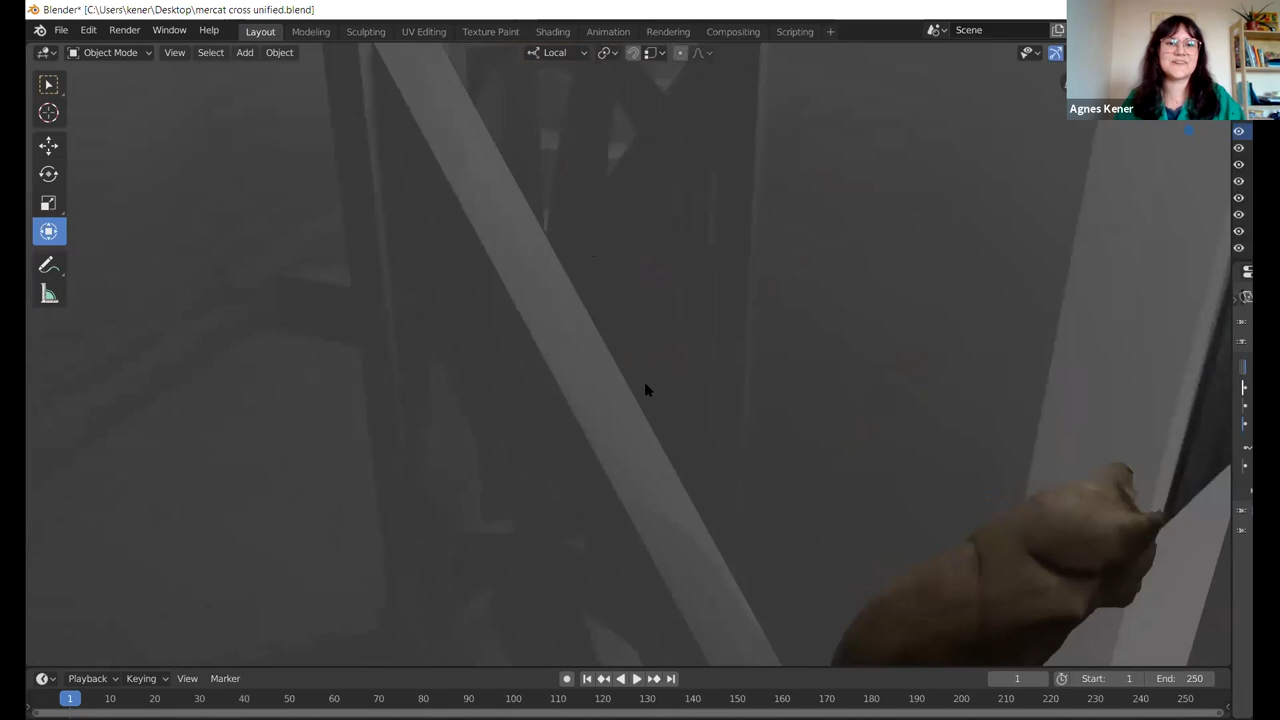 Blender* [C:\Users\kener\Desktop\mercat cross unified.blend]
File Edit Render Window Help Layout Modeling Sculpting UV Editing Texture Paint Shading Animation Rendering Compositing Scripting + Scene
Object Mode View Select Add Object Local
Agnes Kener
Playback Keying View Marker 1 Start: 1 End: 250
1 10 20 30 40 50 60 70 80 90 100 110 120 130 140 150 160 170 180 190 200 210 220 230 240 250